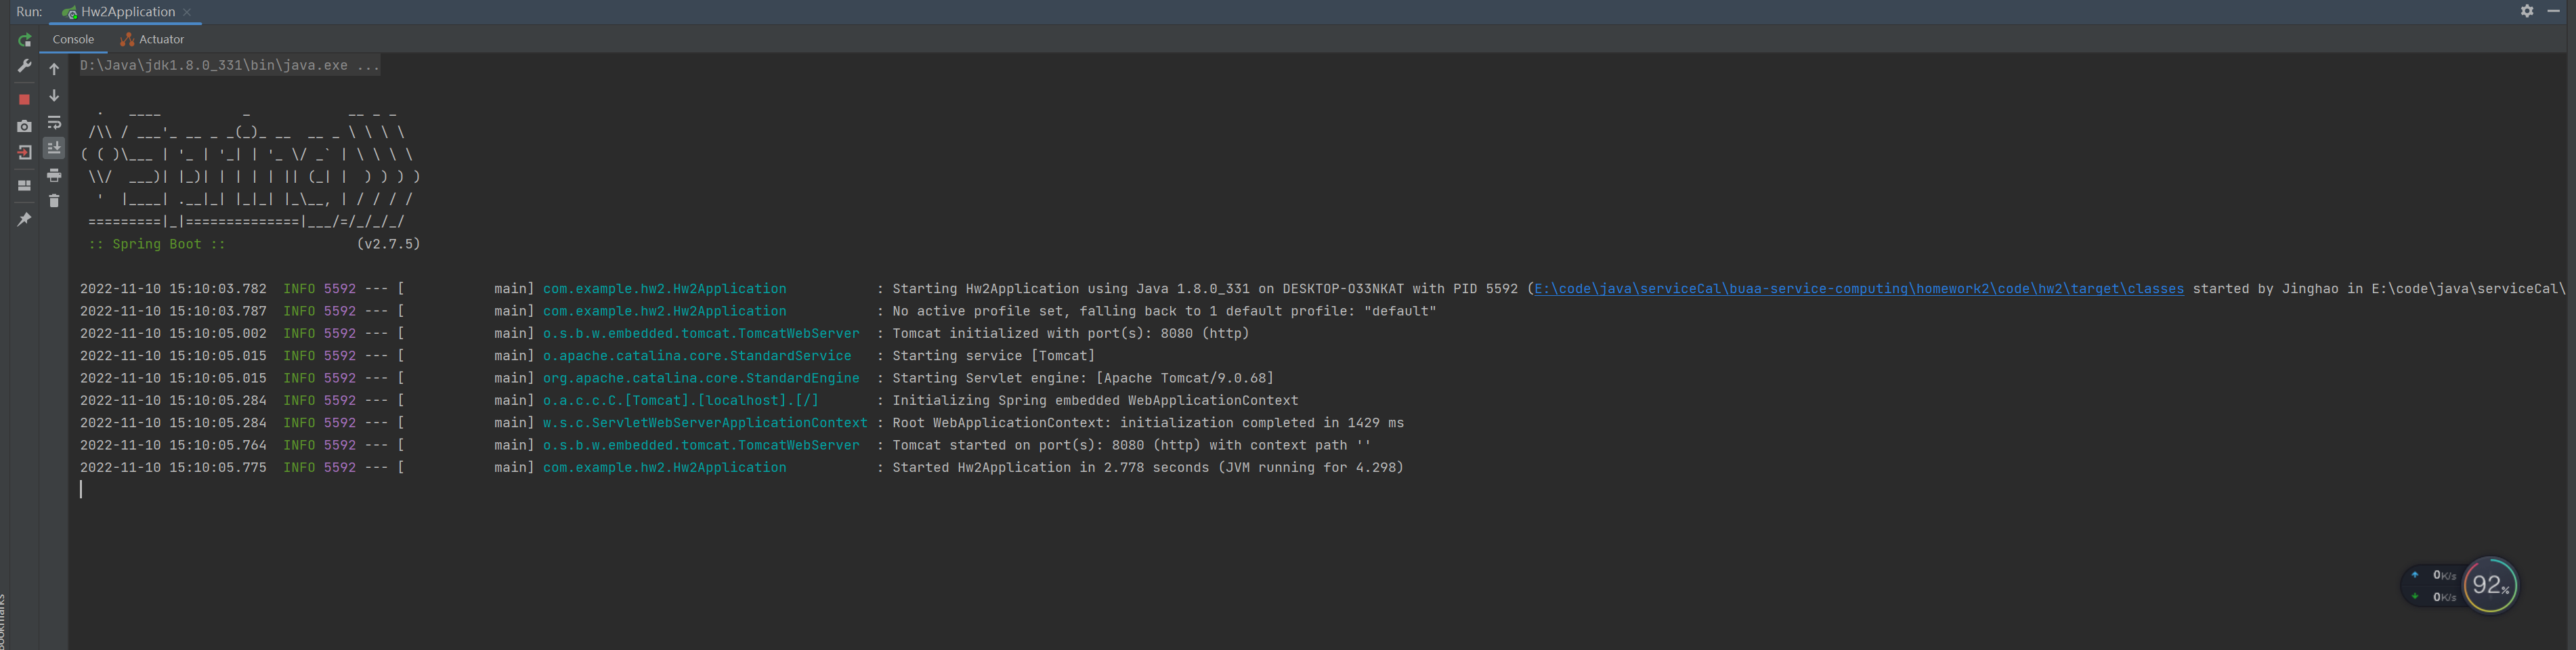 Run: Hw2Application
Console Actuator
D:\Java\jdk1.8.0_331\bin\java.exe ...
  .   ____          _            __ _ _
 /\\ / ___'_ __ _ _(_)_ __  __ _ \ \ \ \
( ( )\___ | '_ | '_| | '_ \/ _` | \ \ \ \
 \\/  ___)| |_)| | | | | || (_| |  ) ) ) )
  '  |____| .__|_| |_|_| |_\__, | / / / /
 =========|_|==============|___/=/_/_/_/
 :: Spring Boot ::                (v2.7.5)
2022-11-10 15:10:03.782  INFO 5592 --- [           main] com.example.hw2.Hw2Application           : Starting Hw2Application using Java 1.8.0_331 on DESKTOP-O33NKAT with PID 5592 (E:\code\java\serviceCal\buaa-service-computing\homework2\code\hw2\target\classes started by Jinghao in E:\code\java\serviceCal\
2022-11-10 15:10:03.787  INFO 5592 --- [           main] com.example.hw2.Hw2Application           : No active profile set, falling back to 1 default profile: "default"
2022-11-10 15:10:05.002  INFO 5592 --- [           main] o.s.b.w.embedded.tomcat.TomcatWebServer  : Tomcat initialized with port(s): 8080 (http)
2022-11-10 15:10:05.015  INFO 5592 --- [           main] o.apache.catalina.core.StandardService   : Starting service [Tomcat]
2022-11-10 15:10:05.015  INFO 5592 --- [           main] org.apache.catalina.core.StandardEngine  : Starting Servlet engine: [Apache Tomcat/9.0.68]
2022-11-10 15:10:05.284  INFO 5592 --- [           main] o.a.c.c.C.[Tomcat].[localhost].[/]       : Initializing Spring embedded WebApplicationContext
2022-11-10 15:10:05.284  INFO 5592 --- [           main] w.s.c.ServletWebServerApplicationContext : Root WebApplicationContext: initialization completed in 1429 ms
2022-11-10 15:10:05.764  INFO 5592 --- [           main] o.s.b.w.embedded.tomcat.TomcatWebServer  : Tomcat started on port(s): 8080 (http) with context path ''
2022-11-10 15:10:05.775  INFO 5592 --- [           main] com.example.hw2.Hw2Application           : Started Hw2Application in 2.778 seconds (JVM running for 4.298)
0K/s
0K/s
92%